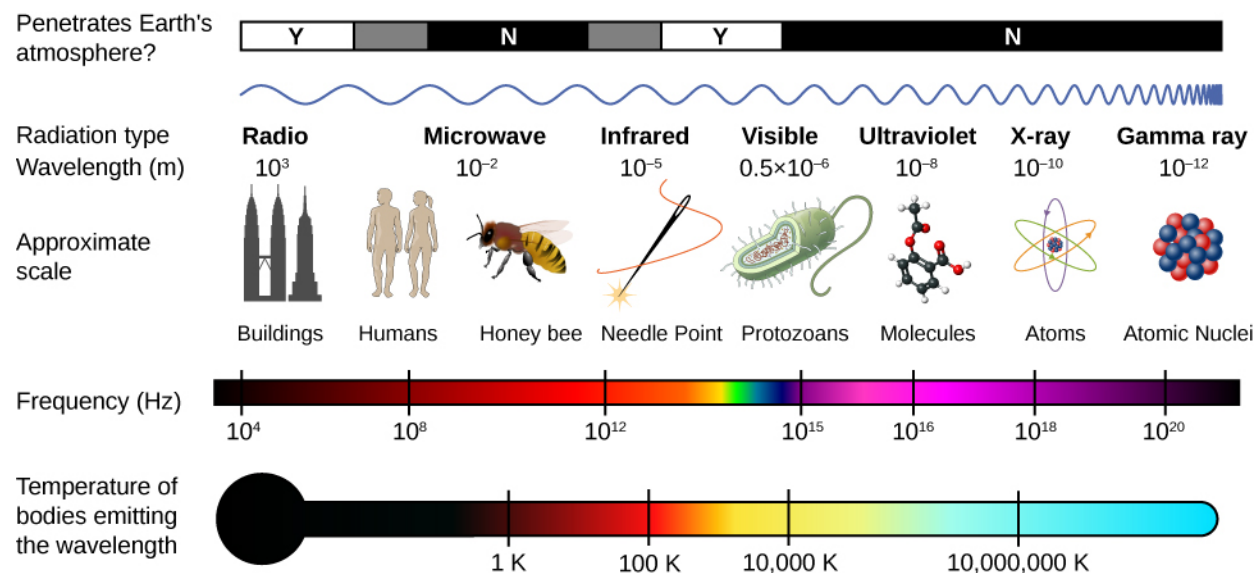 Penetrates Earth's
atmosphere?
Y N Y N
Radiation type Radio Microwave Infrared Visible Ultraviolet X-ray Gamma ray
Wavelength (m) 10³ 10⁻² 10⁻⁵ 0.5×10⁻⁶ 10⁻⁸ 10⁻¹⁰ 10⁻¹²
Approximate
scale
Buildings Humans Honey bee Needle Point Protozoans Molecules Atoms Atomic Nuclei
Frequency (Hz)
10⁴ 10⁸ 10¹² 10¹⁵ 10¹⁶ 10¹⁸ 10²⁰
Temperature of
bodies emitting
the wavelength
1 K 100 K 10,000 K 10,000,000 K